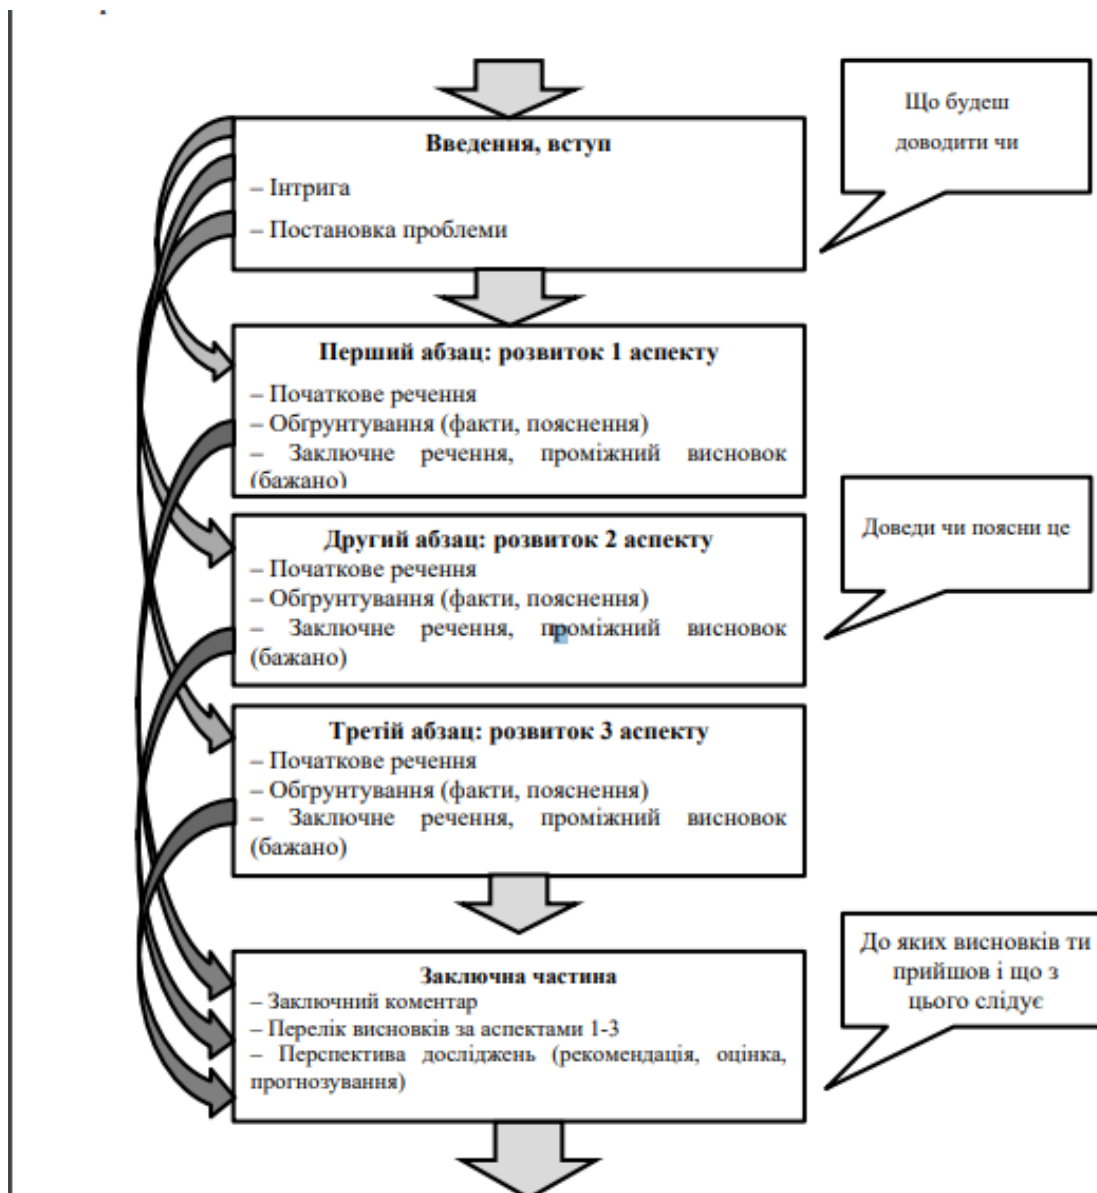 Що будеш
доводити чи
Введення, вступ
– Інтрига
– Постановка проблеми
Перший абзац: розвиток 1 аспекту
– Початкове речення
– Обґрунтування (факти, пояснення)
– Заключне речення, проміжний висновок
(бажано)
Другий абзац: розвиток 2 аспекту
– Початкове речення
– Обґрунтування (факти, пояснення)
– Заключне речення, проміжний висновок
(бажано)
Доведи чи поясни це
Третій абзац: розвиток 3 аспекту
– Початкове речення
– Обґрунтування (факти, пояснення)
– Заключне речення, проміжний висновок
(бажано)
Заключна частина
– Заключний коментар
– Перелік висновків за аспектами 1-3
– Перспектива досліджень (рекомендація, оцінка,
прогнозування)
До яких висновків ти
прийшов і що з
цього слідує